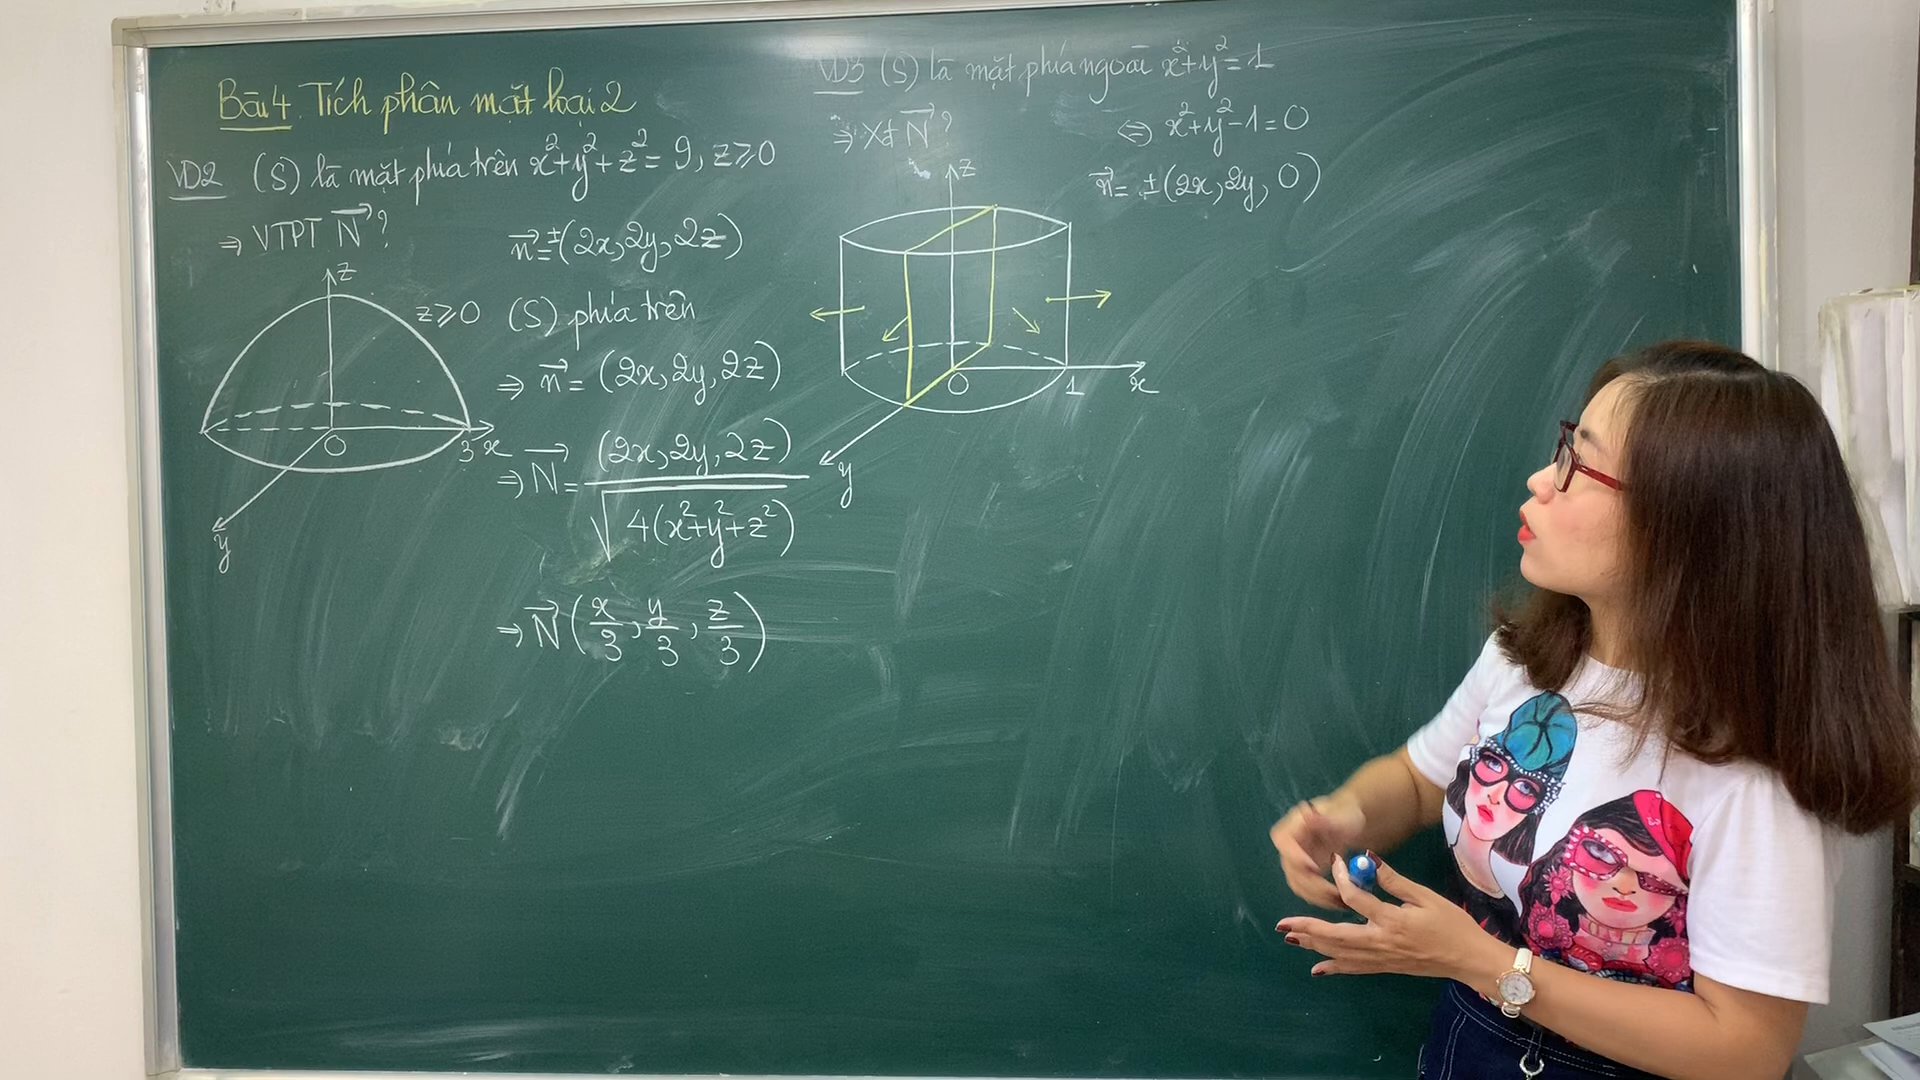 Bài 4. Tích phân mặt loại 2
VD2 (S) là mặt phía trên x²+y²+z²=9, z⩾0
⇒ VTPT N⃗ ?
n⃗=±(2x,2y,2z)
z
z⩾0
(S) phía trên
⇒ n⃗ = (2x,2y,2z)
O
3 x
y
⇒ N⃗ = (2x,2y,2z) / √4(x²+y²+z²)
⇒ N⃗ (x/3, y/3, z/3)
VD3 (S) là mặt phía ngoài x²+y²=1
⇒ Xđ N⃗ ?
⇔ x²+y²-1=0
n⃗= ±(2x,2y,0)
z
O
1
x
y